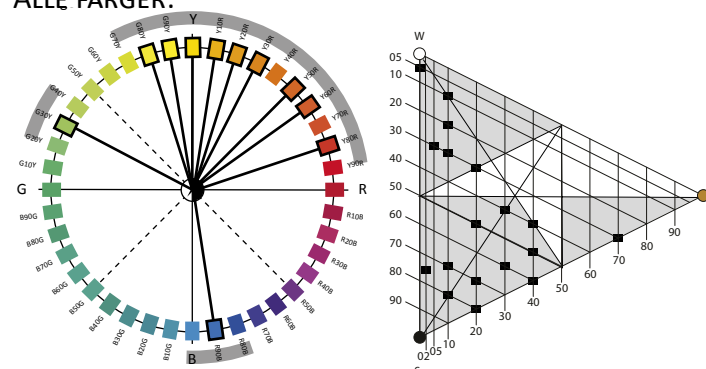 ALLE FARGER:
Y
G80Y
G90Y
Y10R
Y20R
Y30R
Y40R
Y50R
Y60R
Y70R
Y80R
Y90R
R
R10B
R20B
R30B
R40B
R50B
R60B
R70B
R80B
R90B
B
B10G
B20G
B30G
B40G
B50G
B60G
B70G
B80G
B90G
G
G10Y
G20Y
G30Y
G40Y
G50Y
G60Y
G70Y
W
05
10
20
30
40
50
60
70
80
90
02
05
10
20
30
40
50
60
70
80
90